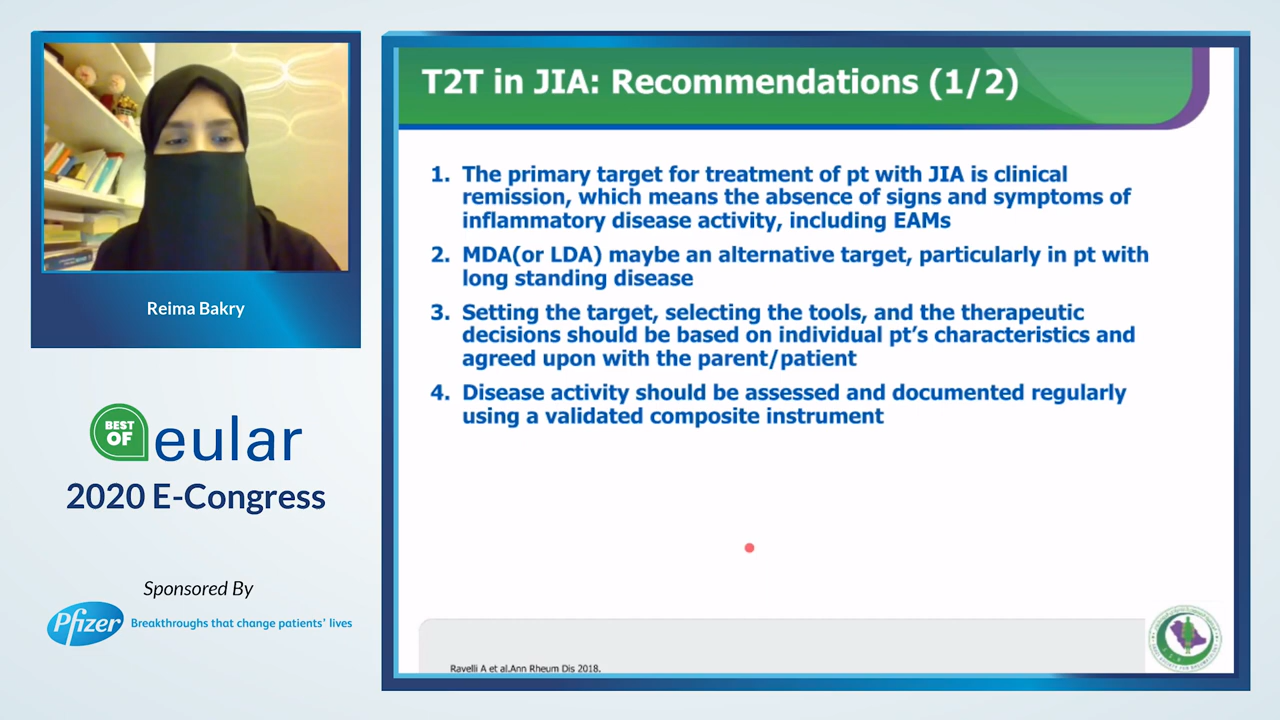 Reima Bakry
BEST
OF
eular
2020 E-Congress
Sponsored By
Pfizer
Breakthroughs that change patients' lives
T2T in JIA: Recommendations (1/2)
1. The primary target for treatment of pt with JIA is clinical
remission, which means the absence of signs and symptoms of
inflammatory disease activity, including EAMs
2. MDA(or LDA) maybe an alternative target, particularly in pt with
long standing disease
3. Setting the target, selecting the tools, and the therapeutic
decisions should be based on individual pt’s characteristics and
agreed upon with the parent/patient
4. Disease activity should be assessed and documented regularly
using a validated composite instrument
Ravelli A et al.Ann Rheum Dis 2018.